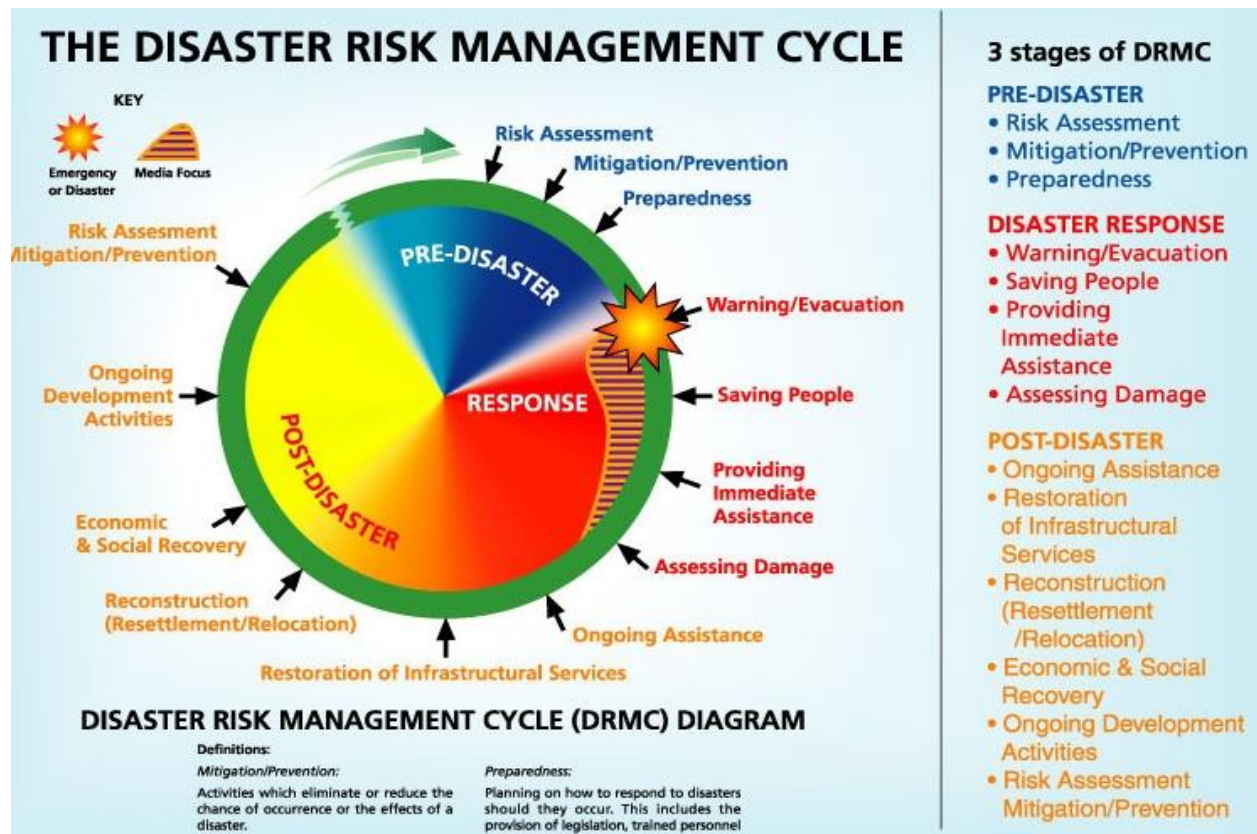 THE DISASTER RISK MANAGEMENT CYCLE
KEY
Emergency
or Disaster
Media Focus
Risk Assessment
Mitigation/Prevention
Preparedness
Warning/Evacuation
Saving People
Providing
Immediate
Assistance
Assessing Damage
Ongoing Assistance
Restoration of Infrastructural Services
Reconstruction
(Resettlement/Relocation)
Economic
& Social Recovery
Ongoing
Development
Activities
Risk Assesment
Mitigation/Prevention
PRE-DISASTER
RESPONSE
POST-DISASTER
DISASTER RISK MANAGEMENT CYCLE (DRMC) DIAGRAM
Definitions:
Mitigation/Prevention:
Activities which eliminate or reduce the
chance of occurrence or the effects of a
disaster.
Preparedness:
Planning on how to respond to disasters
should they occur. This includes the
provision of legislation, trained personnel
3 stages of DRMC
PRE-DISASTER
• Risk Assessment
• Mitigation/Prevention
• Preparedness
DISASTER RESPONSE
• Warning/Evacuation
• Saving People
• Providing
Immediate
Assistance
• Assessing Damage
POST-DISASTER
• Ongoing Assistance
• Restoration
of Infrastructural
Services
• Reconstruction
(Resettlement
/Relocation)
• Economic & Social
Recovery
• Ongoing Development
Activities
• Risk Assessment
Mitigation/Prevention